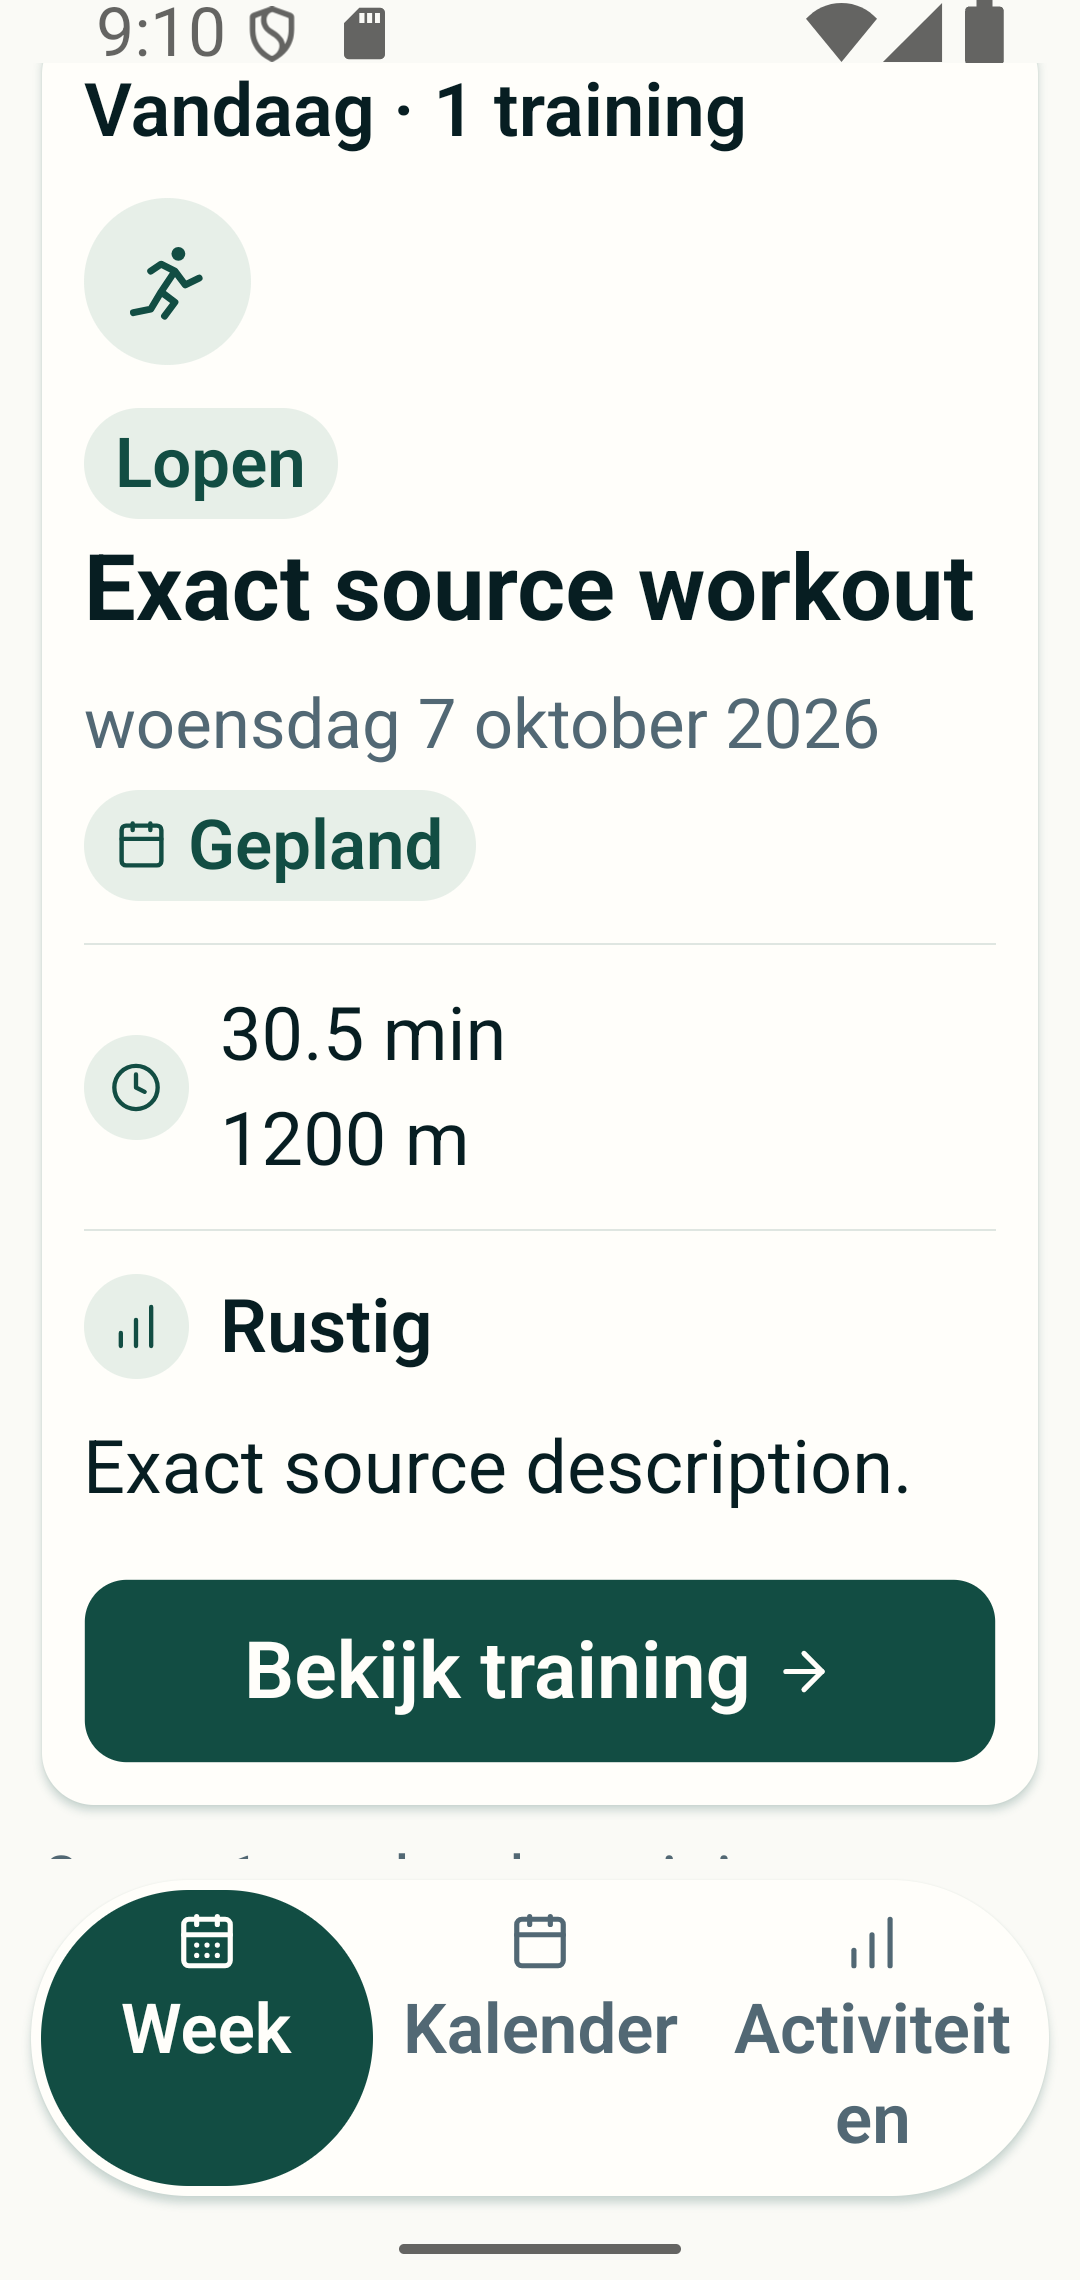 9:10
Vandaag · 1 training
Lopen
Exact source workout
woensdag 7 oktober 2026
Gepland
30.5 min
1200 m
Rustig
Exact source description.
Bekijk training
Week
Kalender
Activiteit
en